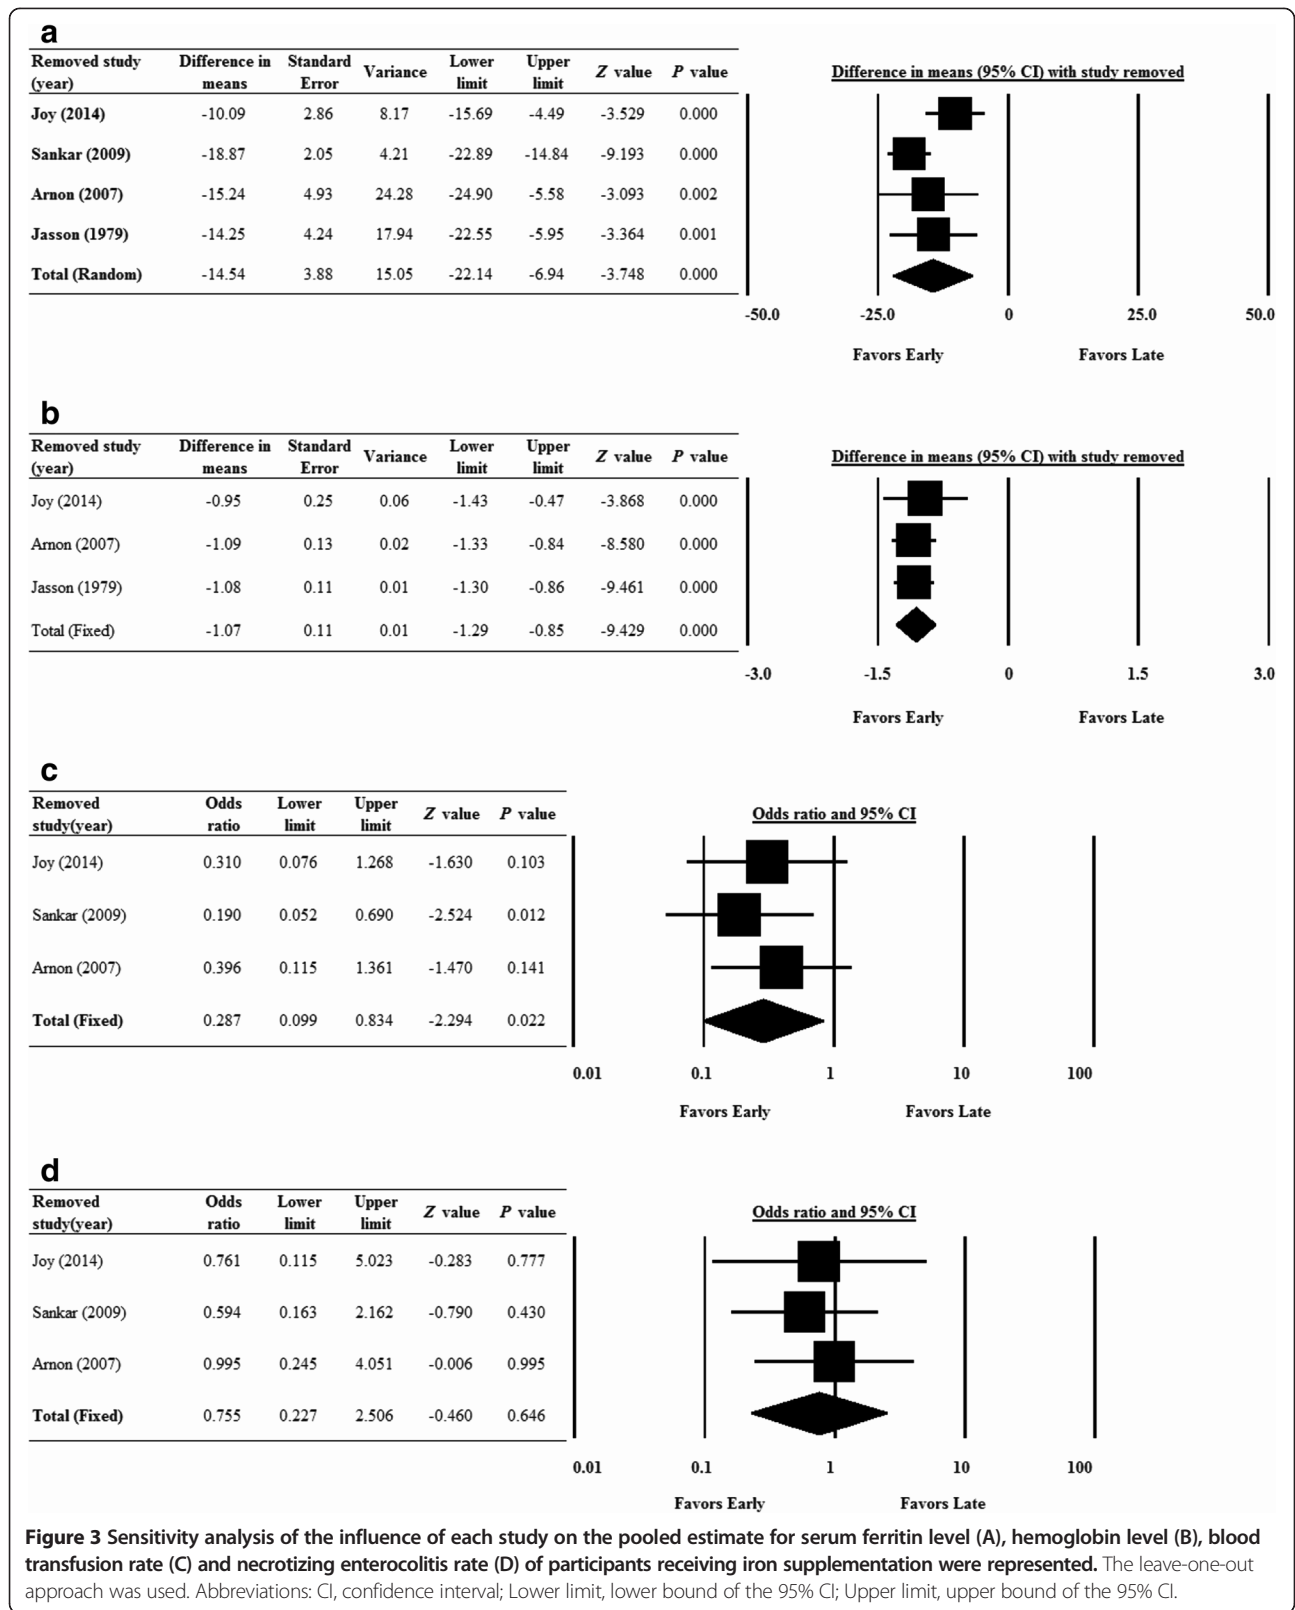 a
Removed study (year) Difference in means Standard Error Variance Lower limit Upper limit Z value P value Difference in means (95% CI) with study removed
Joy (2014) -10.09 2.86 8.17 -15.69 -4.49 -3.529 0.000
Sankar (2009) -18.87 2.05 4.21 -22.89 -14.84 -9.193 0.000
Arnon (2007) -15.24 4.93 24.28 -24.90 -5.58 -3.093 0.002
Jasson (1979) -14.25 4.24 17.94 -22.55 -5.95 -3.364 0.001
Total (Random) -14.54 3.88 15.05 -22.14 -6.94 -3.748 0.000
-50.0 -25.0 0 25.0 50.0
Favors Early Favors Late
b
Removed study (year) Difference in means Standard Error Variance Lower limit Upper limit Z value P value Difference in means (95% CI) with study removed
Joy (2014) -0.95 0.25 0.06 -1.43 -0.47 -3.868 0.000
Arnon (2007) -1.09 0.13 0.02 -1.33 -0.84 -8.580 0.000
Jasson (1979) -1.08 0.11 0.01 -1.30 -0.86 -9.461 0.000
Total (Fixed) -1.07 0.11 0.01 -1.29 -0.85 -9.429 0.000
-3.0 -1.5 0 1.5 3.0
Favors Early Favors Late
c
Removed study(year) Odds ratio Lower limit Upper limit Z value P value Odds ratio and 95% CI
Joy (2014) 0.310 0.076 1.268 -1.630 0.103
Sankar (2009) 0.190 0.052 0.690 -2.524 0.012
Arnon (2007) 0.396 0.115 1.361 -1.470 0.141
Total (Fixed) 0.287 0.099 0.834 -2.294 0.022
0.01 0.1 1 10 100
Favors Early Favors Late
d
Removed study(year) Odds ratio Lower limit Upper limit Z value P value Odds ratio and 95% CI
Joy (2014) 0.761 0.115 5.023 -0.283 0.777
Sankar (2009) 0.594 0.163 2.162 -0.790 0.430
Arnon (2007) 0.995 0.245 4.051 -0.006 0.995
Total (Fixed) 0.755 0.227 2.506 -0.460 0.646
0.01 0.1 1 10 100
Favors Early Favors Late
Figure 3 Sensitivity analysis of the influence of each study on the pooled estimate for serum ferritin level (A), hemoglobin level (B), blood
transfusion rate (C) and necrotizing enterocolitis rate (D) of participants receiving iron supplementation were represented. The leave-one-out
approach was used. Abbreviations: CI, confidence interval; Lower limit, lower bound of the 95% CI; Upper limit, upper bound of the 95% CI.